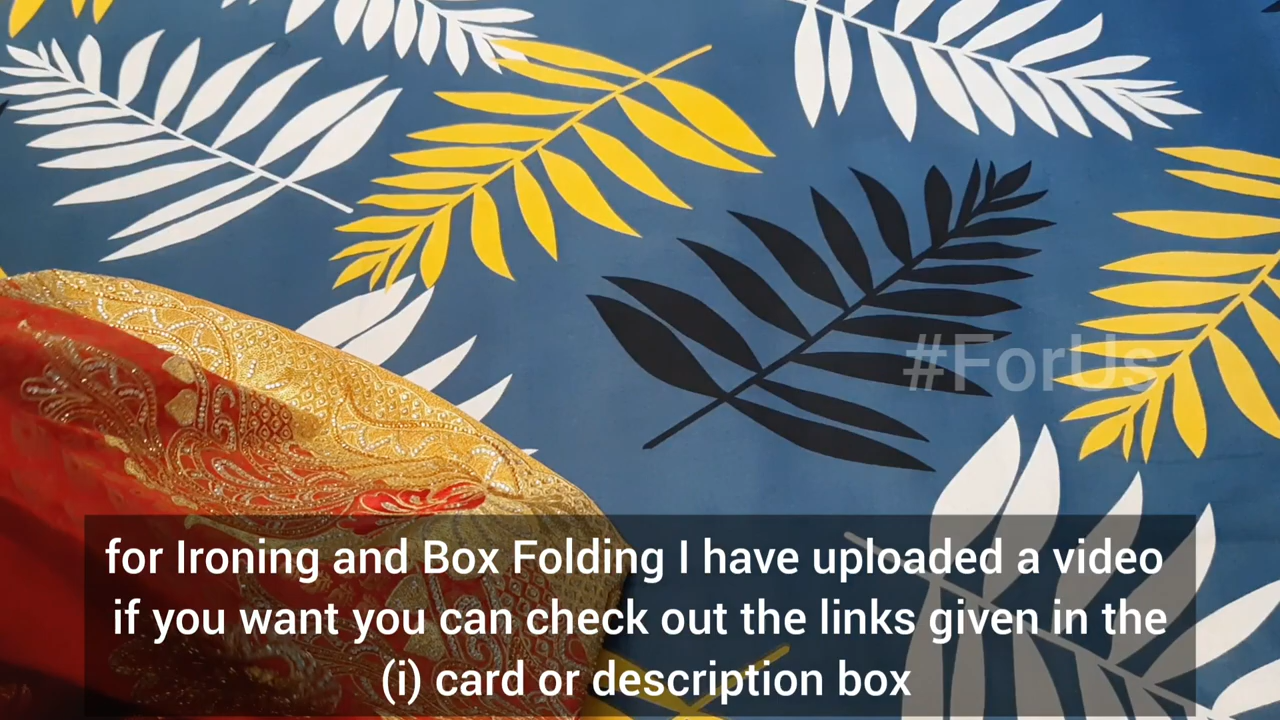 #ForUs
for Ironing and Box Folding I have uploaded a video
if you want you can check out the links given in the
(i) card or description box